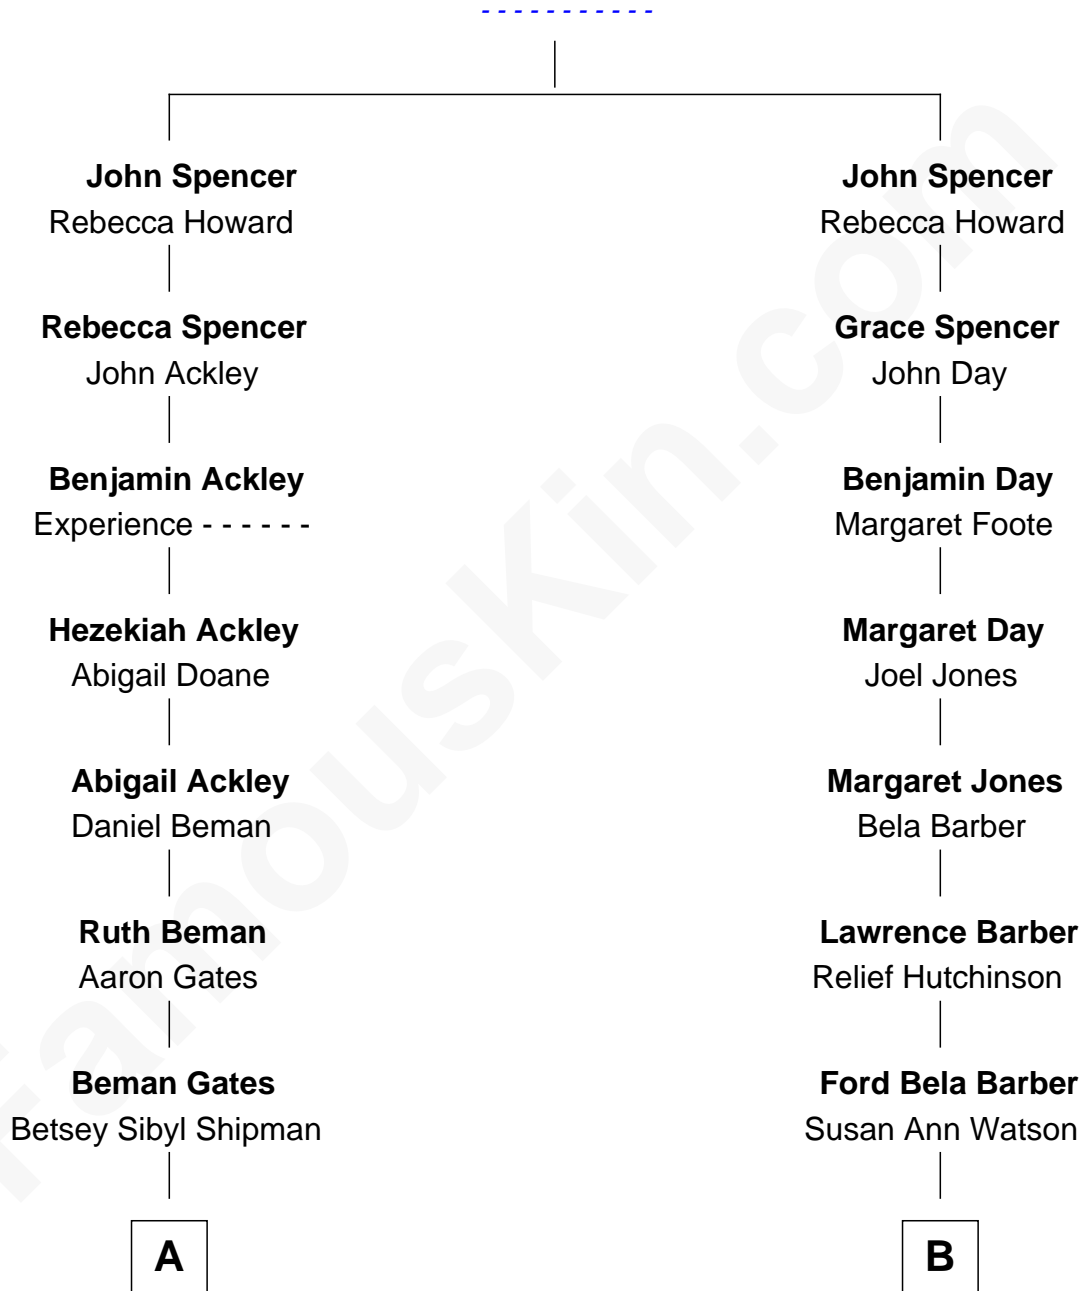 - - - - - - - - - - -
John Spencer
Rebecca Howard
John Spencer
Rebecca Howard
Rebecca Spencer
John Ackley
Grace Spencer
John Day
Benjamin Ackley
Experience - - - - - -
Benjamin Day
Margaret Foote
Hezekiah Ackley
Abigail Doane
Margaret Day
Joel Jones
Abigail Ackley
Daniel Beman
Margaret Jones
Bela Barber
Ruth Beman
Aaron Gates
Lawrence Barber
Relief Hutchinson
Beman Gates
Betsey Sibyl Shipman
Ford Bela Barber
Susan Ann Watson
A
B
FamousKin.com